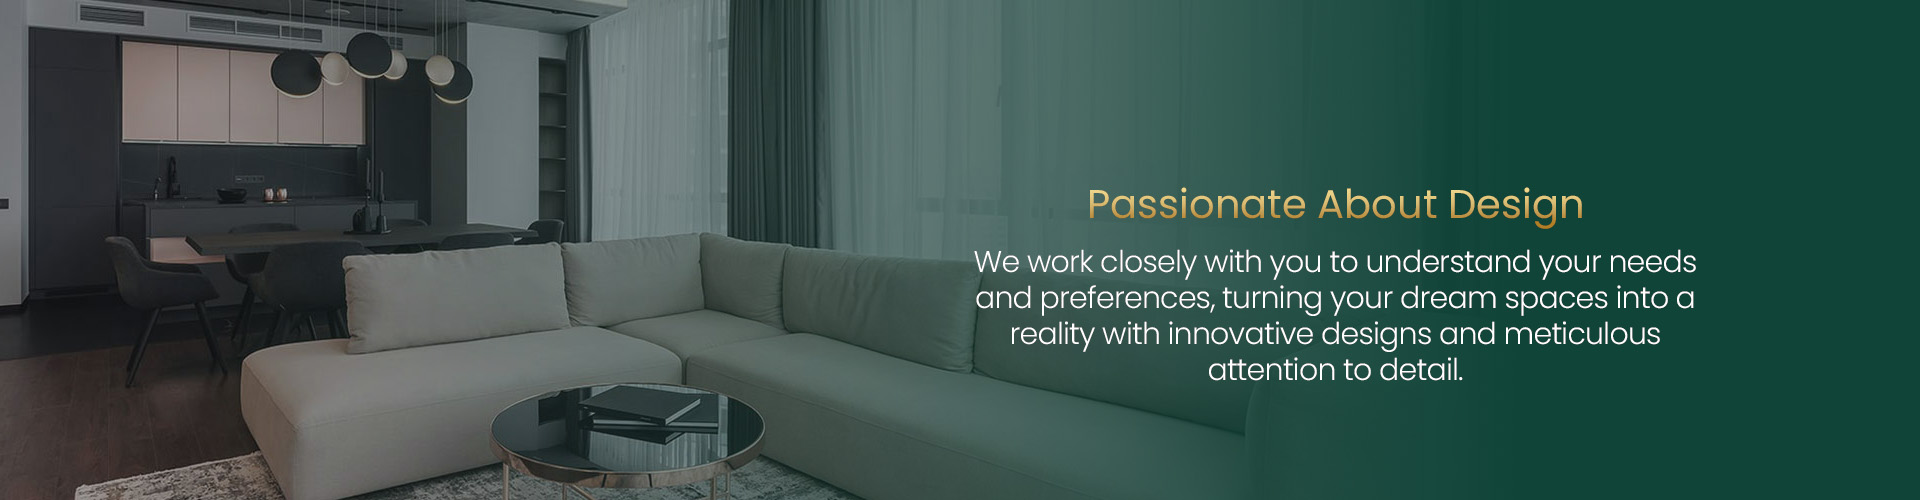 Passionate About Design
We work closely with you to understand your needs
and preferences, turning your dream spaces into a
reality with innovative designs and meticulous
attention to detail.